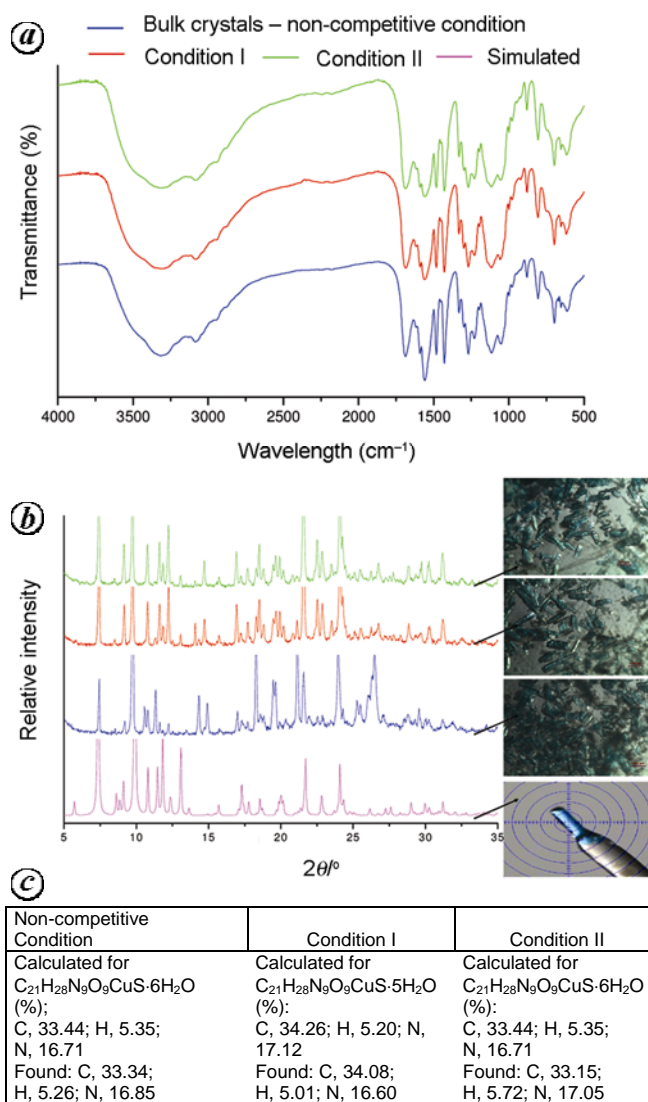 a
Bulk crystals – non-competitive condition
Condition I Condition II Simulated
Transmittance (%)
4000 3500 3000 2500 2000 1500 1000 500
Wavelength (cm⁻¹)
b
Relative intensity
5 10 15 20 25 30 35
2θ/°
c
Non-competitive
Condition
Condition I
Condition II
Calculated for
C₂₁H₂₈N₉O₉CuS·6H₂O
(%);
C, 33.44; H, 5.35;
N, 16.71
Found: C, 33.34;
H, 5.26; N, 16.85
Calculated for
C₂₁H₂₈N₉O₉CuS·5H₂O
(%):
C, 34.26; H, 5.20; N,
17.12
Found: C, 34.08;
H, 5.01; N, 16.60
Calculated for
C₂₁H₂₈N₉O₉CuS·6H₂O
(%):
C, 33.44; H, 5.35;
N, 16.71
Found: C, 33.15;
H, 5.72; N, 17.05